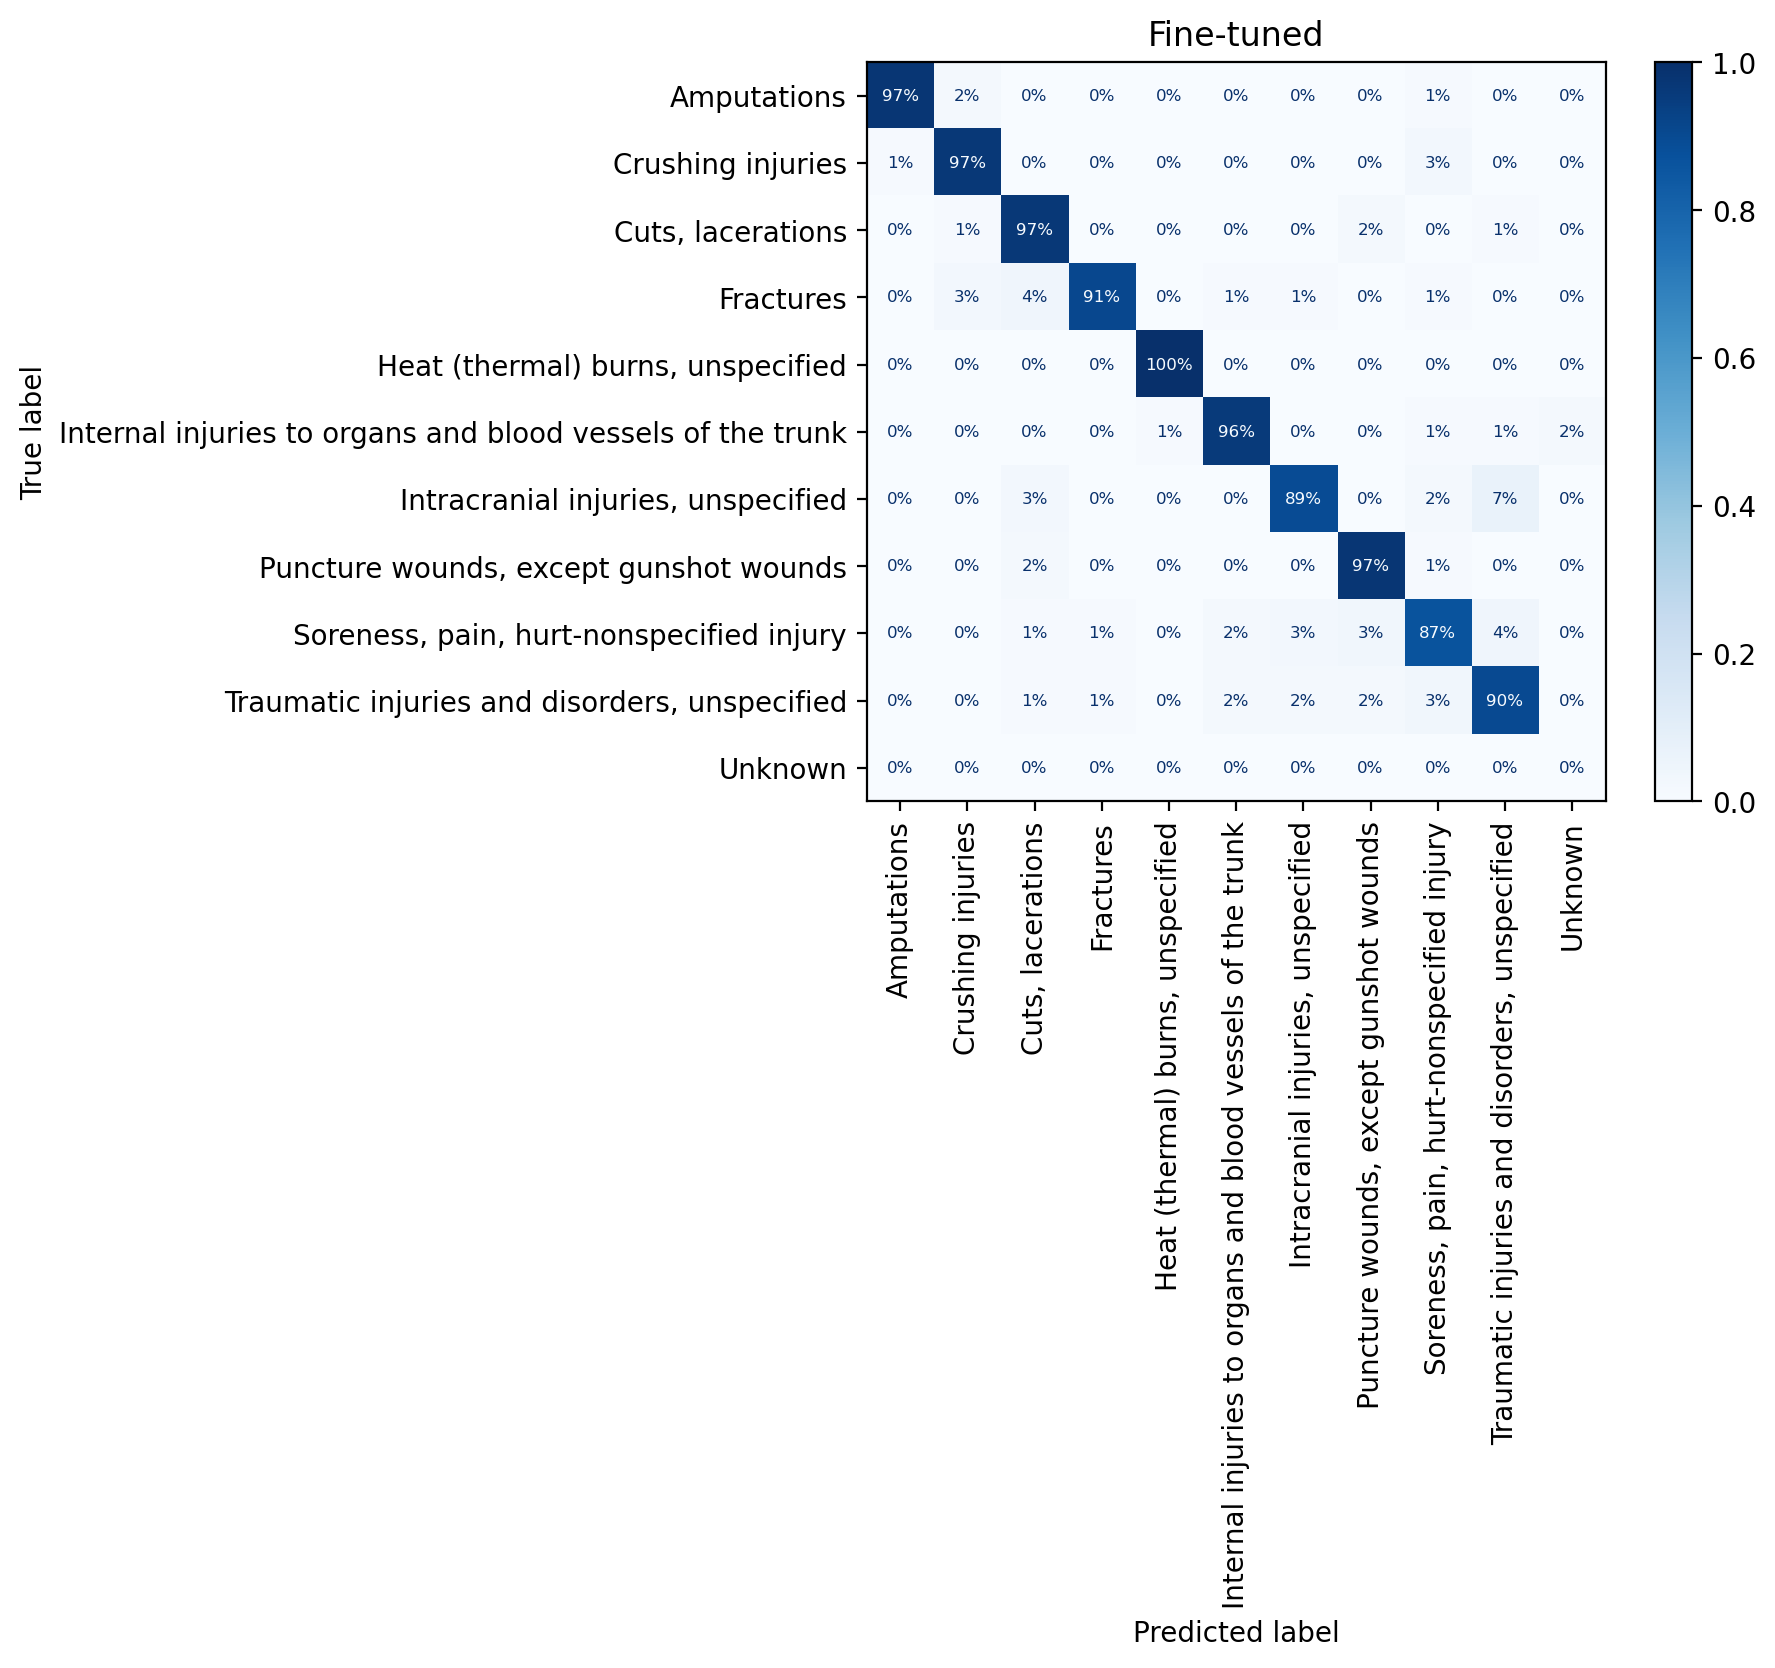 Fine-tuned
Amputations 97% 2% 0% 0% 0% 0% 0% 0% 1% 0% 0%
Crushing injuries 1% 97% 0% 0% 0% 0% 0% 0% 3% 0% 0%
Cuts, lacerations 0% 1% 97% 0% 0% 0% 0% 2% 0% 1% 0%
Fractures 0% 3% 4% 91% 0% 1% 1% 0% 1% 0% 0%
Heat (thermal) burns, unspecified 0% 0% 0% 0% 100% 0% 0% 0% 0% 0% 0%
Internal injuries to organs and blood vessels of the trunk 0% 0% 0% 0% 1% 96% 0% 0% 1% 1% 2%
Intracranial injuries, unspecified 0% 0% 3% 0% 0% 0% 89% 0% 2% 7% 0%
Puncture wounds, except gunshot wounds 0% 0% 2% 0% 0% 0% 0% 97% 1% 0% 0%
Soreness, pain, hurt-nonspecified injury 0% 0% 1% 1% 0% 2% 3% 3% 87% 4% 0%
Traumatic injuries and disorders, unspecified 0% 0% 1% 1% 0% 2% 2% 2% 3% 90% 0%
Unknown 0% 0% 0% 0% 0% 0% 0% 0% 0% 0% 0%
True label
Amputations
Crushing injuries
Cuts, lacerations
Fractures
Heat (thermal) burns, unspecified
Internal injuries to organs and blood vessels of the trunk
Intracranial injuries, unspecified
Puncture wounds, except gunshot wounds
Soreness, pain, hurt-nonspecified injury
Traumatic injuries and disorders, unspecified
Unknown
Predicted label
1.0
0.8
0.6
0.4
0.2
0.0